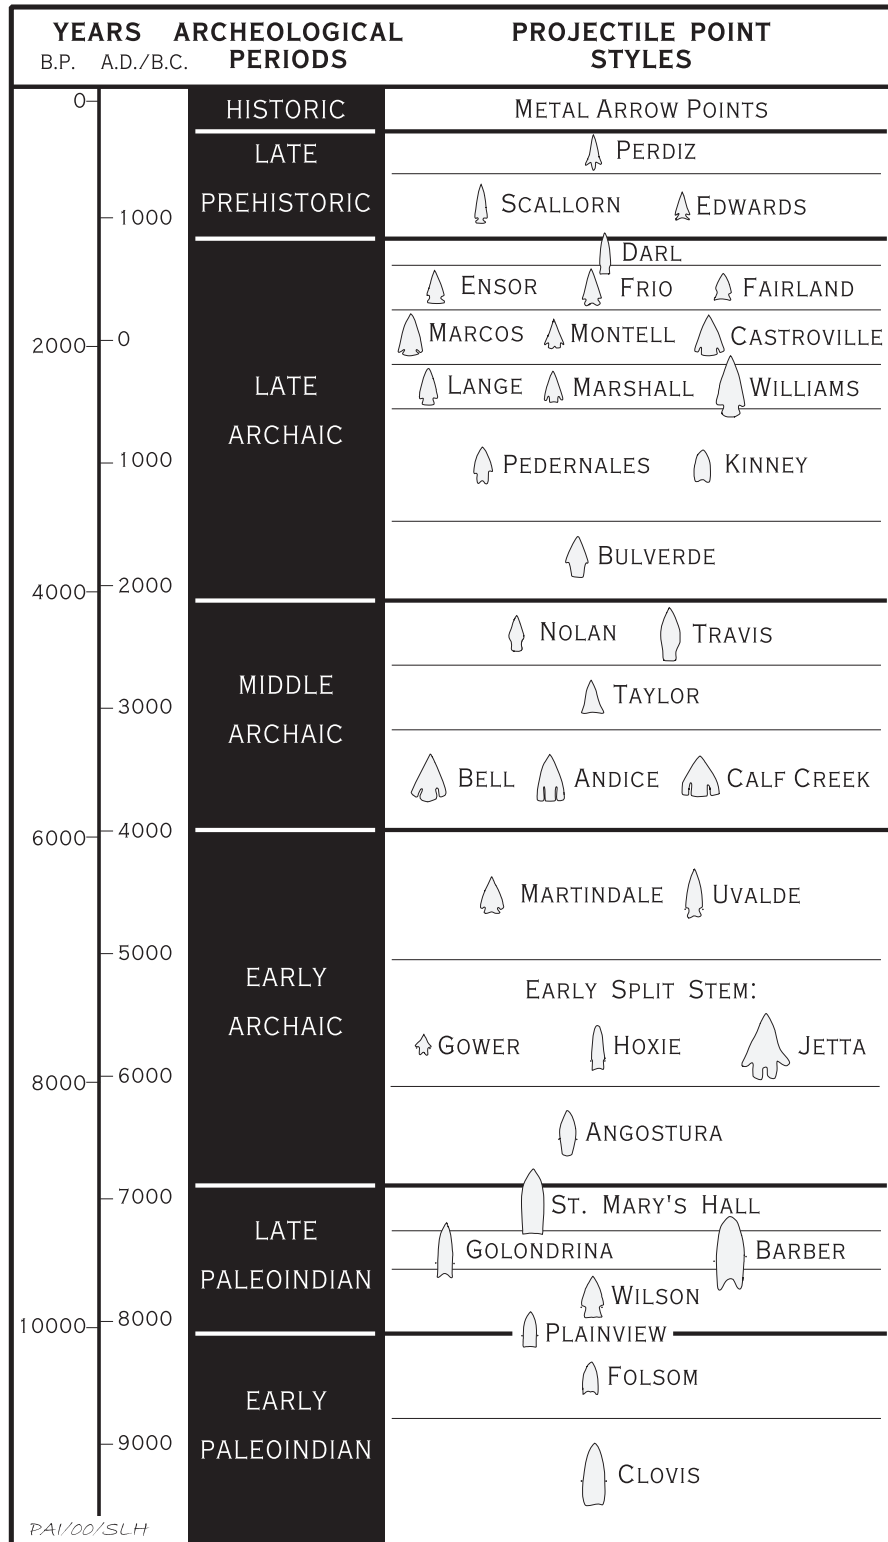 YEARS ARCHEOLOGICAL PROJECTILE POINT
B.P. A.D./B.C. PERIODS STYLES
0 HISTORIC METAL ARROW POINTS
LATE PERDIZ
PREHISTORIC SCALLORN EDWARDS
1000
DARL
ENSOR FRIO FAIRLAND
2000 0 MARCOS MONTELL CASTROVILLE
LATE LANGE MARSHALL WILLIAMS
ARCHAIC
1000 PEDERNALES KINNEY
BULVERDE
4000 2000
NOLAN TRAVIS
MIDDLE TAYLOR
3000
ARCHAIC
BELL ANDICE CALF CREEK
6000 4000
MARTINDALE UVALDE
5000
EARLY EARLY SPLIT STEM:
ARCHAIC
GOWER HOXIE JETTA
8000 6000
ANGOSTURA
7000 ST. MARY'S HALL
LATE
GOLONDRINA BARBER
PALEOINDIAN
WILSON
10000 8000 PLAINVIEW
FOLSOM
EARLY
9000 PALEOINDIAN
CLOVIS
PAI/00/SLH